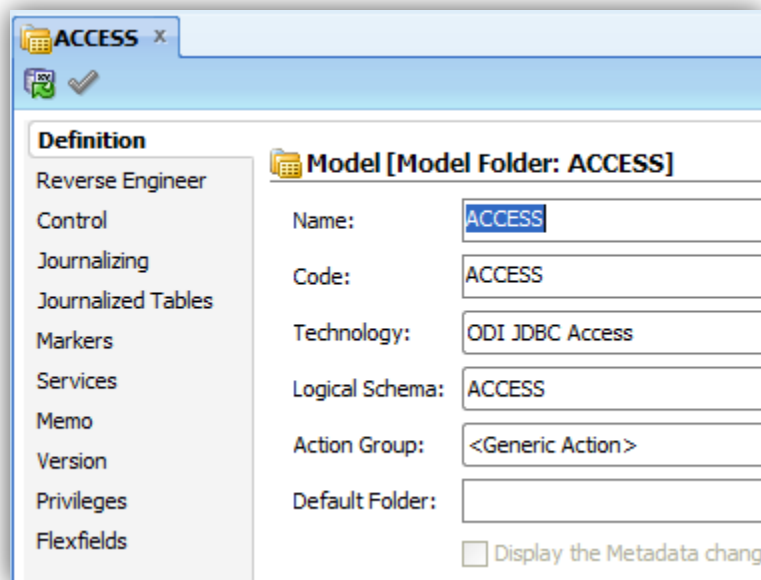 ACCESS x
Definition
Reverse Engineer
Control
Journalizing
Journalized Tables
Markers
Services
Memo
Version
Privileges
Flexfields
Model [Model Folder: ACCESS]
Name: ACCESS
Code: ACCESS
Technology: ODI JDBC Access
Logical Schema: ACCESS
Action Group: <Generic Action>
Default Folder:
Display the Metadata chang